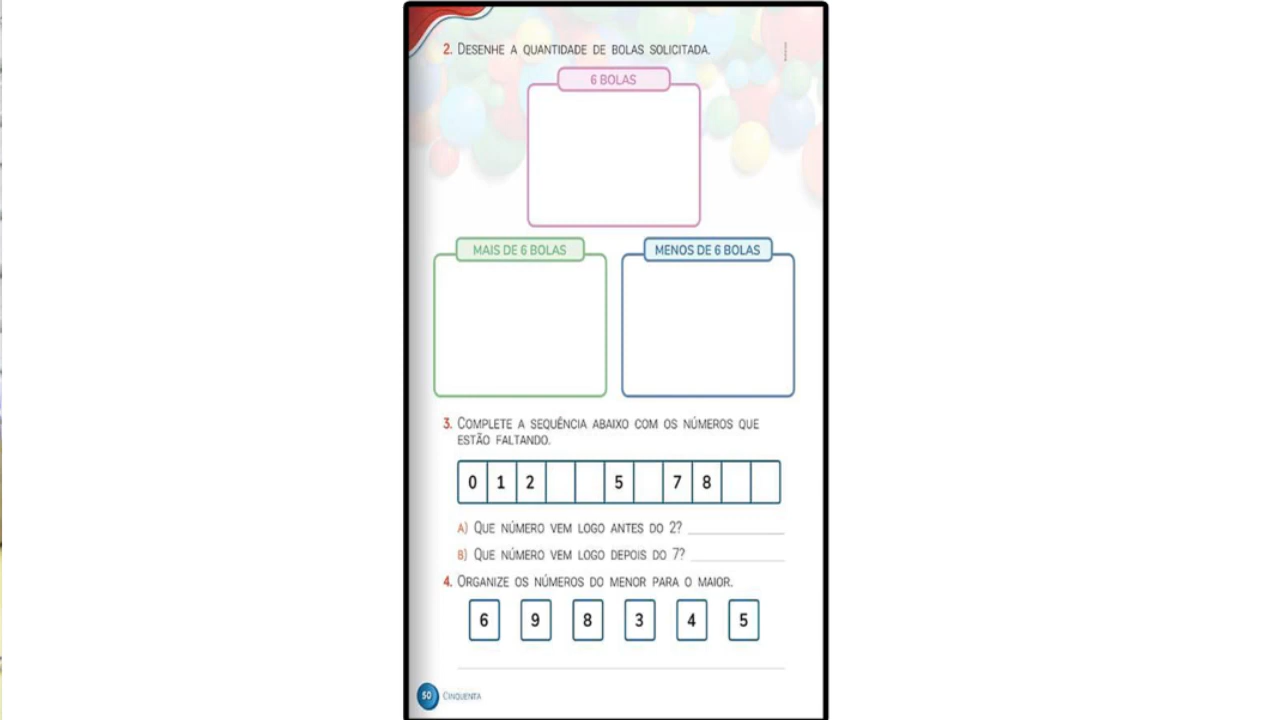 2. DESENHE A QUANTIDADE DE BOLAS SOLICITADA.
6 BOLAS
MAIS DE 6 BOLAS
MENOS DE 6 BOLAS
3. COMPLETE A SEQUÊNCIA ABAIXO COM OS NÚMEROS QUE
ESTÃO FALTANDO.
0 1 2 5 7 8
A) QUE NÚMERO VEM LOGO ANTES DO 2?
B) QUE NÚMERO VEM LOGO DEPOIS DO 7?
4. ORGANIZE OS NÚMEROS DO MENOR PARA O MAIOR.
6 9 8 3 4 5
50 CINQUENTA